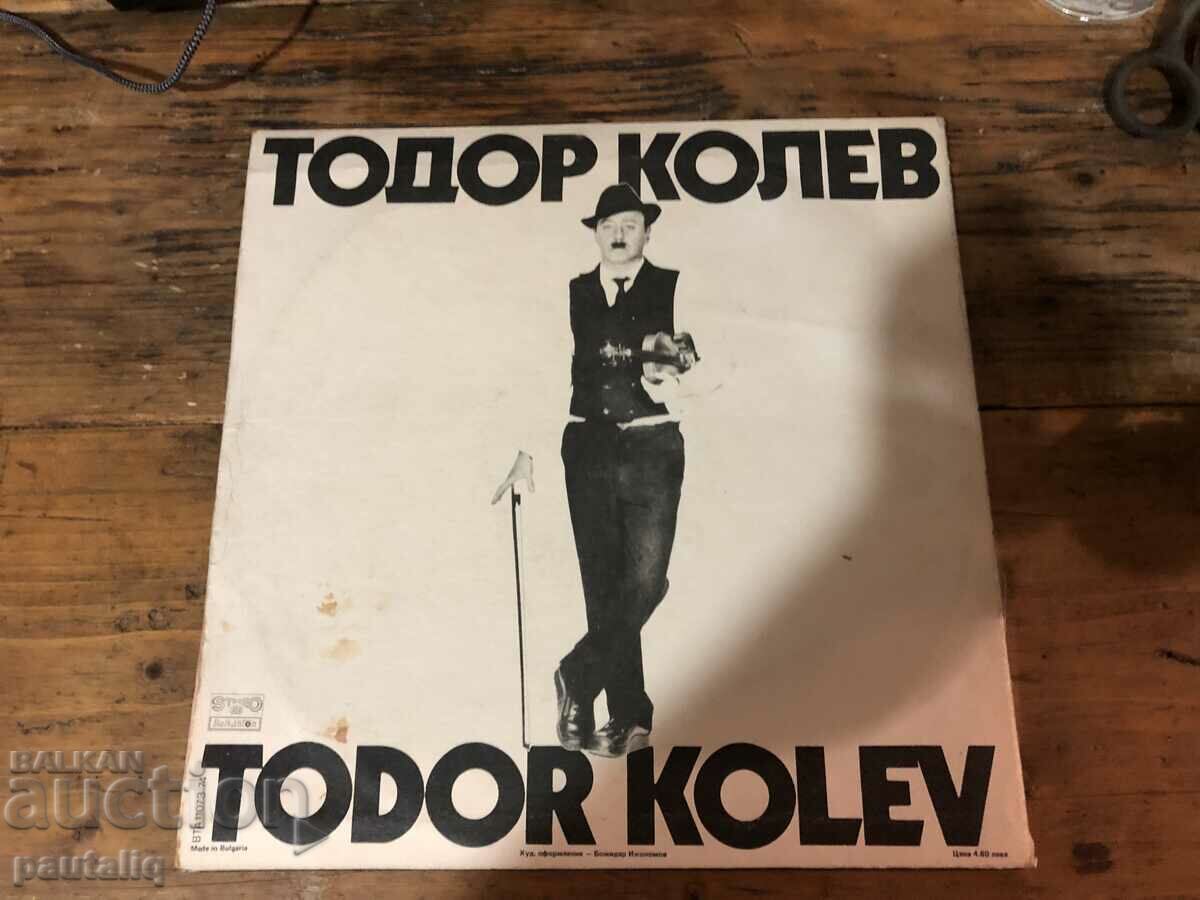 ТОДОР КОЛЕВ
STEREO
Balkanton
TODOR KOLEV
Made in Bulgaria
Худ. оформление – Божидар Икономов
Цена 4.60 лева
BALKAN
auction
pautaliq